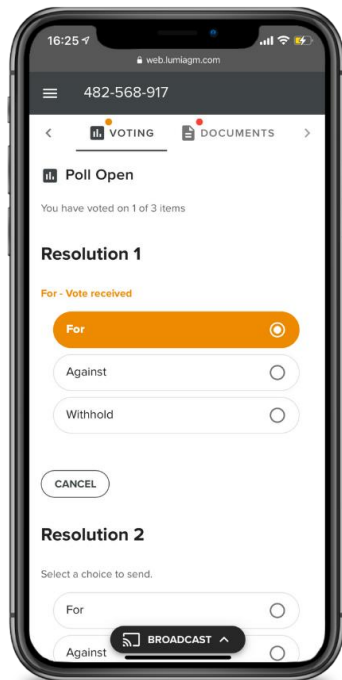 16:25
web.lumiagm.com
482-568-917
VOTING DOCUMENTS
Poll Open
You have voted on 1 of 3 items
Resolution 1
For - Vote received
For
Against
Withhold
CANCEL
Resolution 2
Select a choice to send.
For
BROADCAST
Against